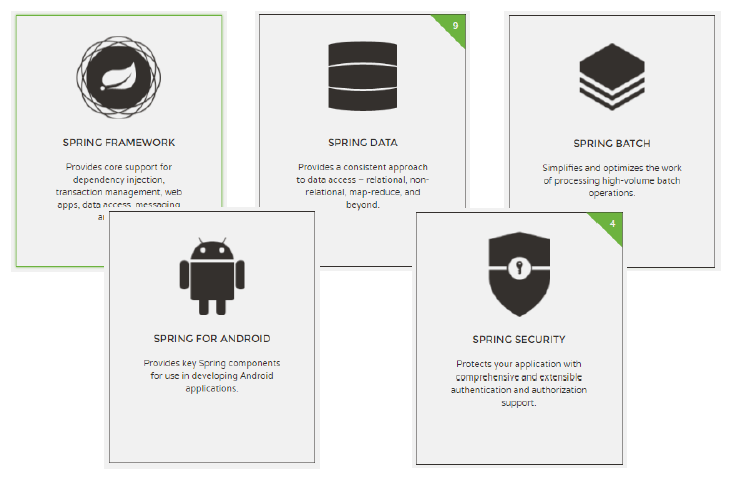 SPRING FRAMEWORK
Provides core support for
dependency injection,
transaction management, web
apps, data access, messaging
9
SPRING DATA
Provides a consistent approach
to data access – relational, non-
relational, map-reduce, and
beyond.
SPRING BATCH
Simplifies and optimizes the work
of processing high-volume batch
operations.
SPRING FOR ANDROID
Provides key Spring components
for use in developing Android
applications.
4
SPRING SECURITY
Protects your application with
comprehensive and extensible
authentication and authorization
support.